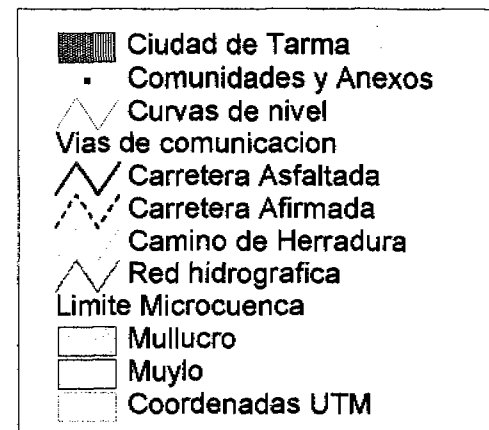 Ciudad de Tarma
Comunidades y Anexos
Curvas de nivel
Vias de comunicacion
Carretera Asfaltada
Carretera Afirmada
Camino de Herradura
Red hidrografica
Limite Microcuenca
Mullucro
Muylo
Coordenadas UTM